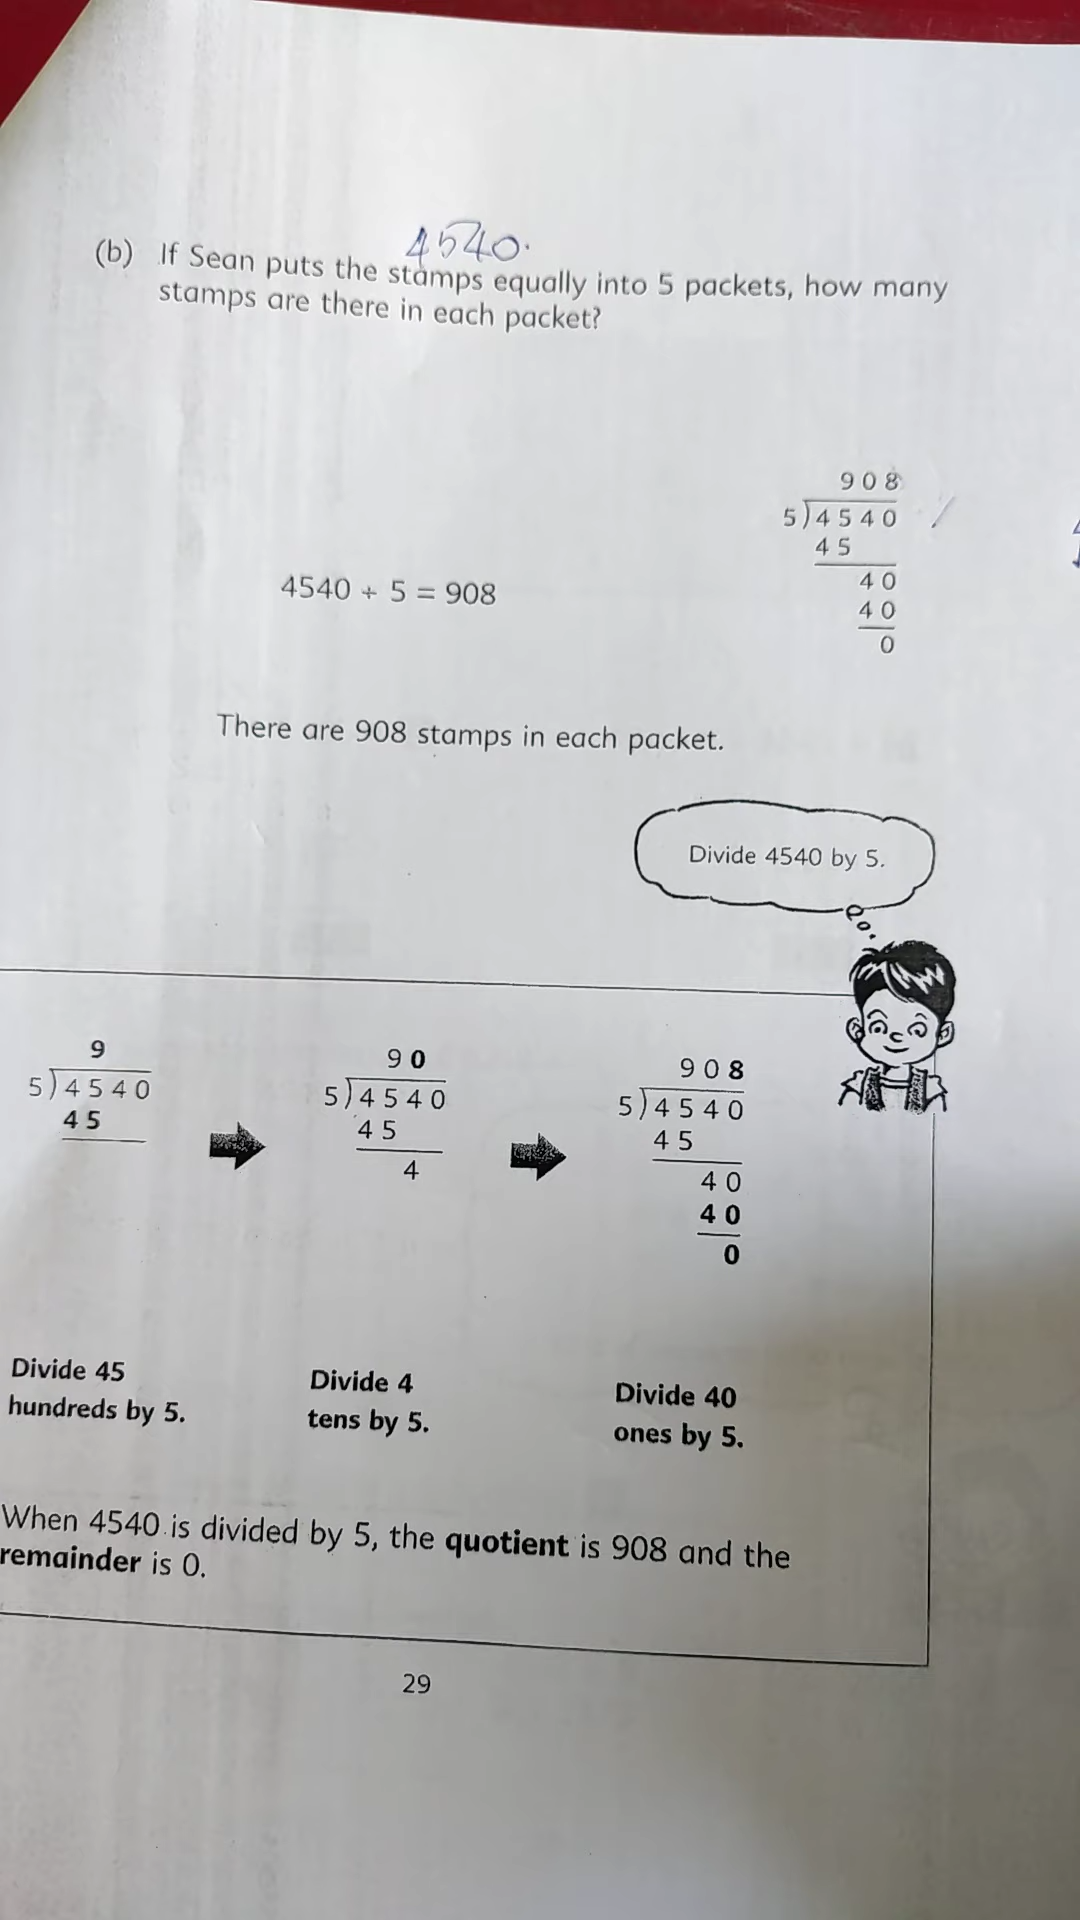 4540.
(b) If Sean puts the stamps equally into 5 packets, how many
stamps are there in each packet?
908
5)4540
45
40
4540 ÷ 5 = 908
40
0
There are 908 stamps in each packet.
Divide 4540 by 5.
9
5)4540
45
90
5)4540
45
4
908
5)4540
45
40
40
0
Divide 45
hundreds by 5.
Divide 4
tens by 5.
Divide 40
ones by 5.
When 4540 is divided by 5, the quotient is 908 and the
remainder is 0.
29